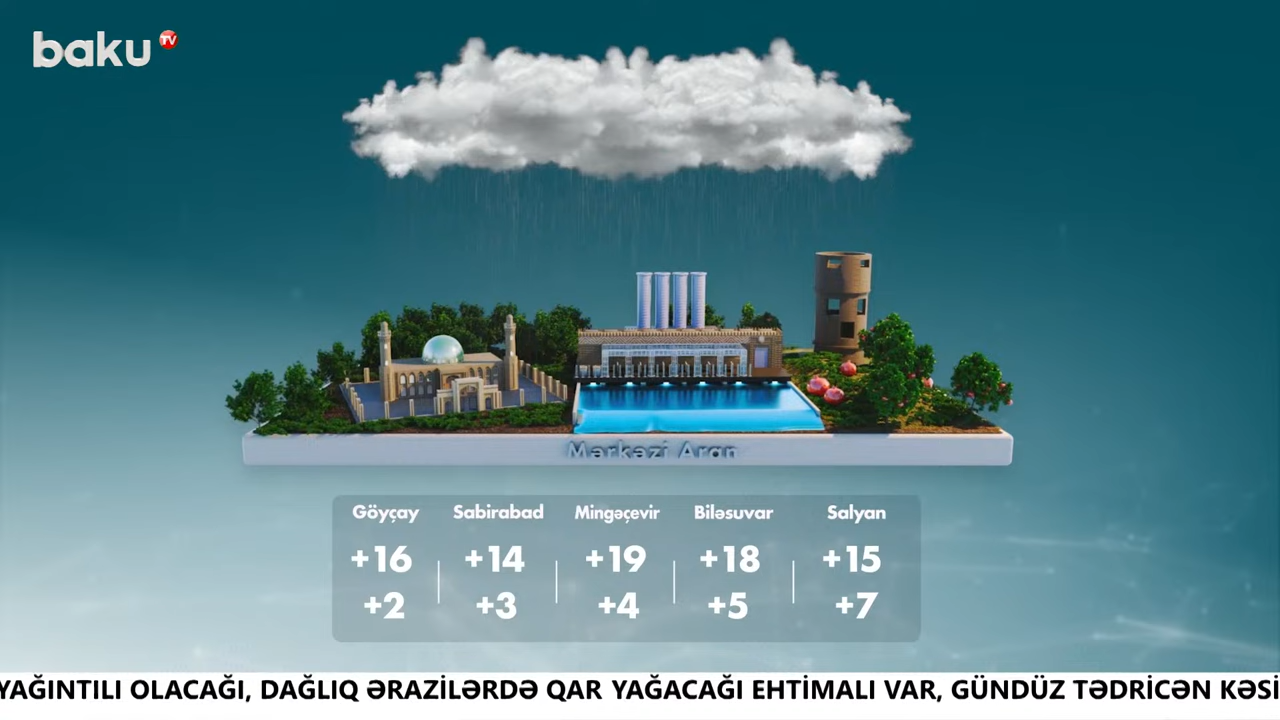 baku TV
Mərkəzi Aran
Göyçay Sabirabad Mingəçevir Biləsuvar Salyan
+16 +14 +19 +18 +15
+2 +3 +4 +5 +7
YAĞINTILI OLACAĞI, DAĞLIQ ƏRAZİLƏRDƏ QAR YAĞACAĞI EHTİMALI VAR, GÜNDÜZ TƏDRİCƏN KƏSİ